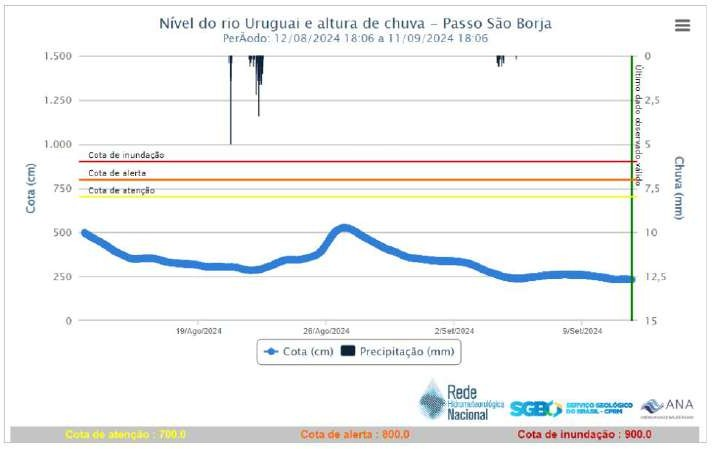 Nível do rio Uruguai e altura de chuva - Passo São Borja
PerÃodo: 12/08/2024 18:06 a 11/09/2024 18:06
1.500
1.250
1.000
750
500
250
0
Cota (cm)
0
2,5
5
7,5
10
12,5
15
Chuva (mm)
Último dado observado válido
Cota de inundação
Cota de alerta
Cota de atenção
19/Ago/2024
26/Ago/2024
2/Set/2024
9/Set/2024
Cota (cm) Precipitação (mm)
Rede
Hidrometeorológica
Nacional
SGB
SERVIÇO GEOLÓGICO
DO BRASIL - CPRM
ANA
Cota de atenção : 700.0 Cota de alerta : 800.0 Cota de inundação : 900.0